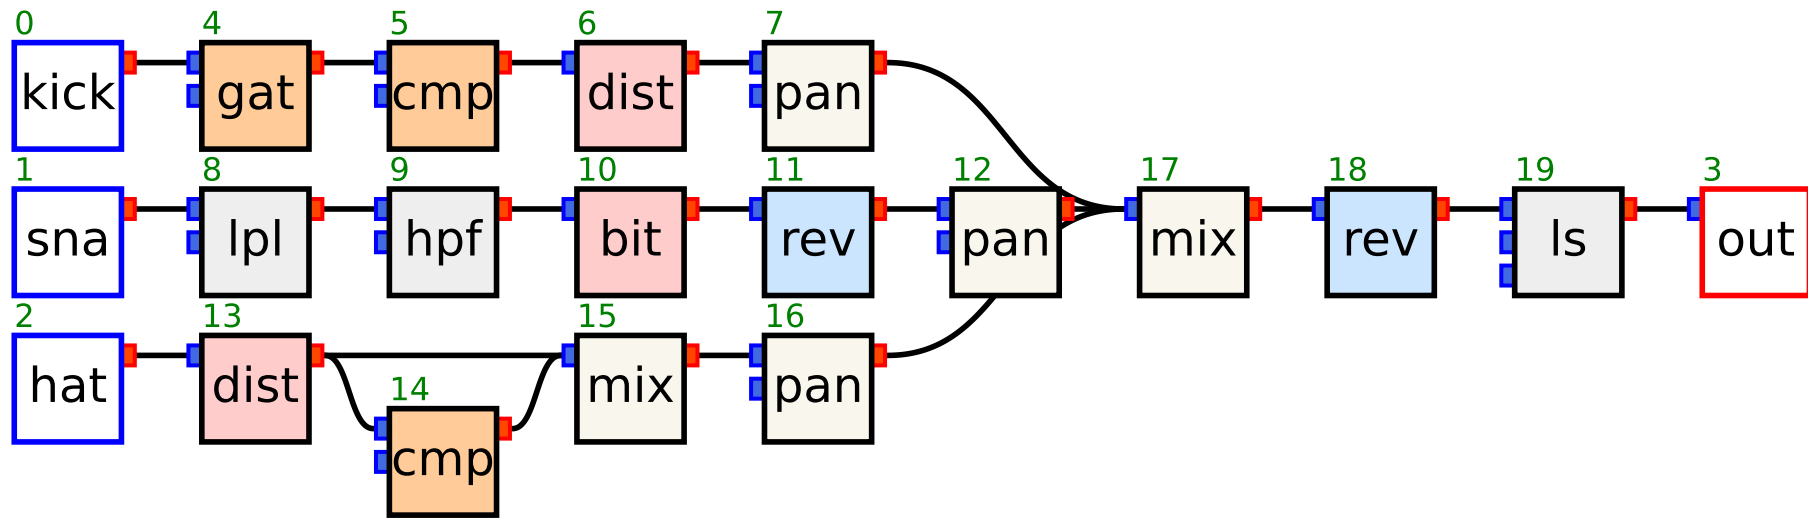 0 4 5 6 7
kick gat cmp dist pan
1 8 9 10 11 12 17 18 19 3
sna lpl hpf bit rev pan mix rev ls out
2 13 15 16
hat dist mix pan
14
cmp